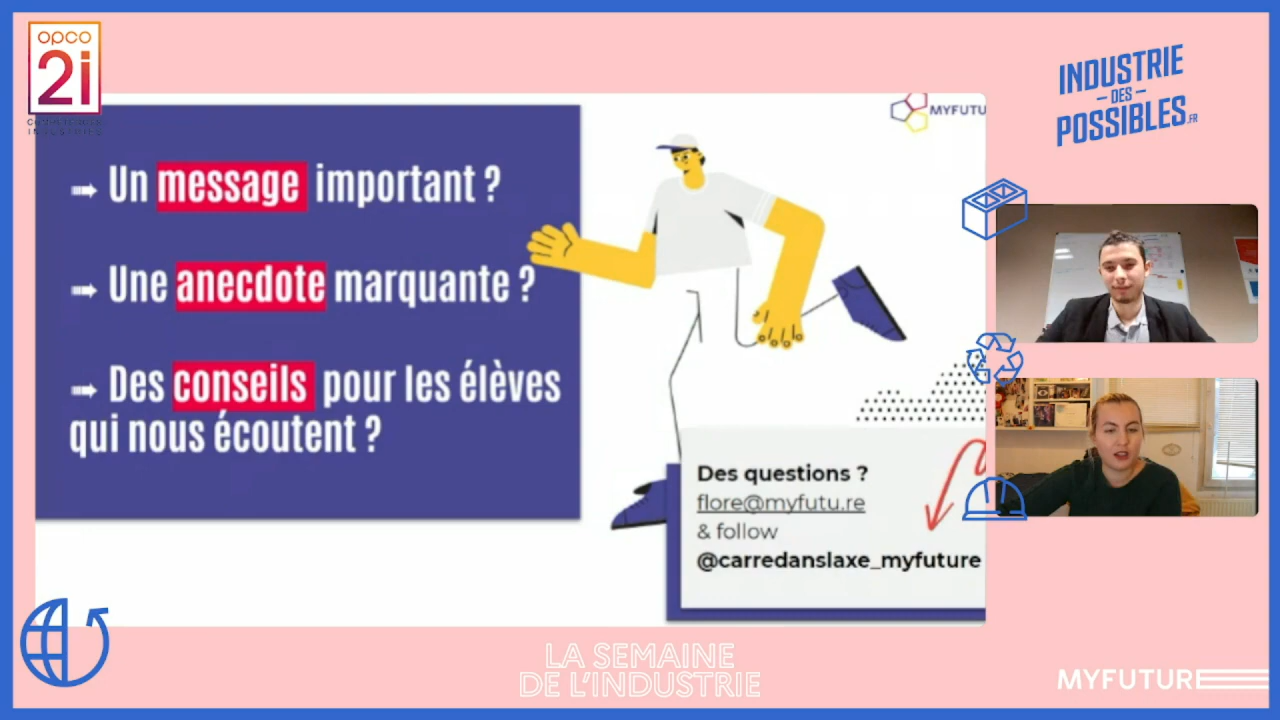 opco
2i
INDUSTRIE
DES
POSSIBLES.FR
MYFUTU
➟ Un message important ?
➟ Une anecdote marquante ?
➟ Des conseils pour les élèves
qui nous écoutent ?
Des questions ?
flore@myfutu.re
& follow
@carredanslaxe_myfuture
LA SEMAINE
DE L'INDUSTRIE
MYFUTURE